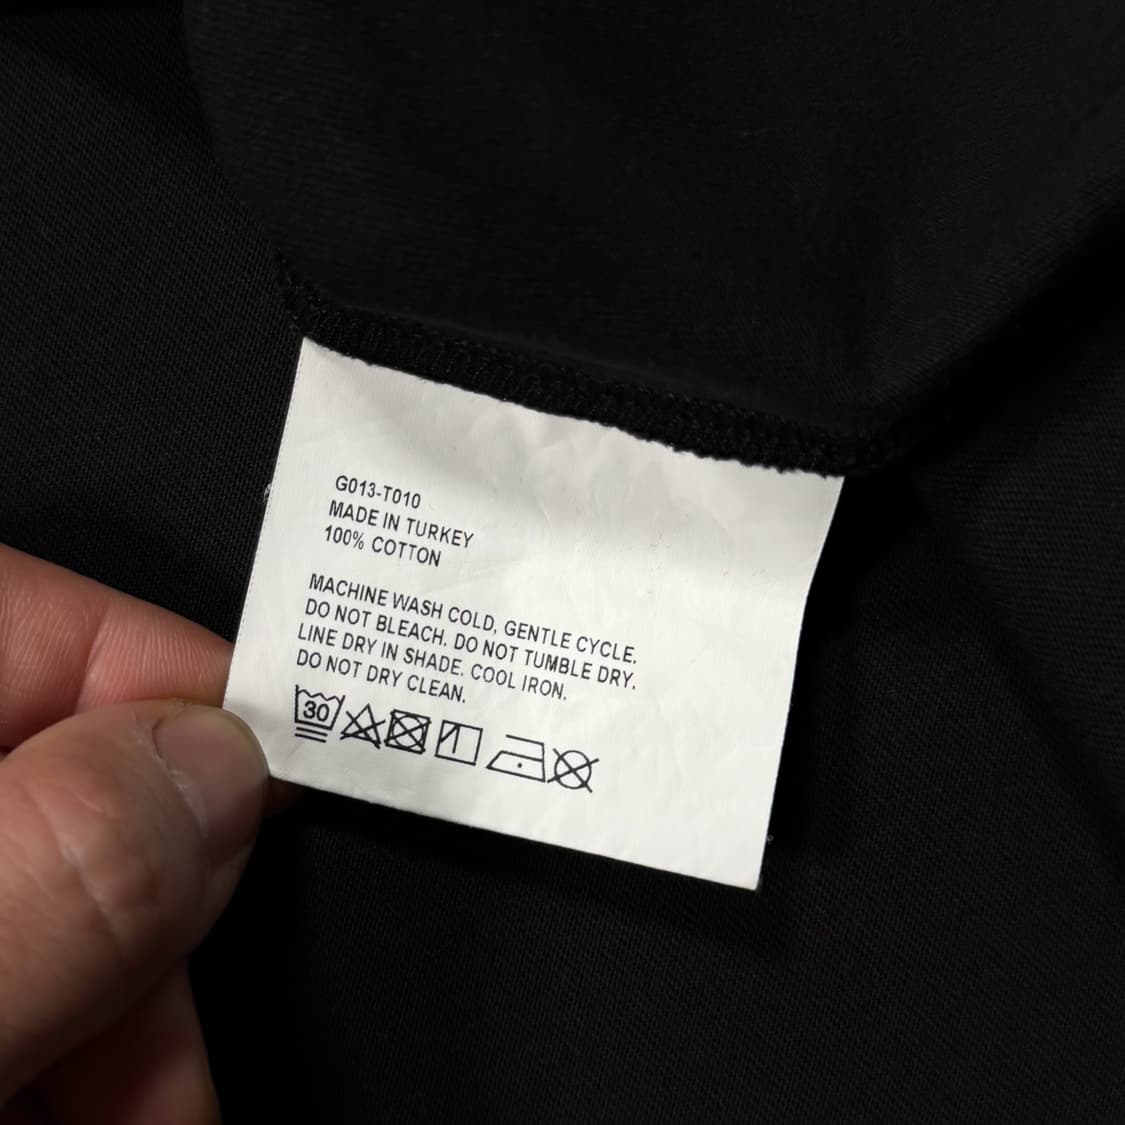 G013-T010
MADE IN TURKEY
100% COTTON
MACHINE WASH COLD, GENTLE CYCLE.
DO NOT BLEACH. DO NOT TUMBLE DRY.
LINE DRY IN SHADE. COOL IRON.
DO NOT DRY CLEAN.
30